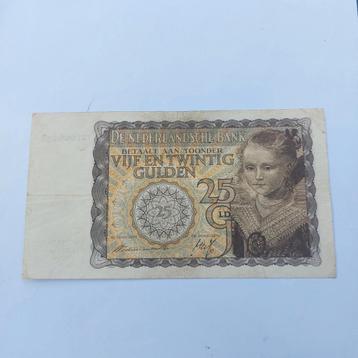 DE NEDERLANDSCHE BANK
BETAALT AAN TOONDER
VIJF EN TWINTIG
GULDEN
25
25
G